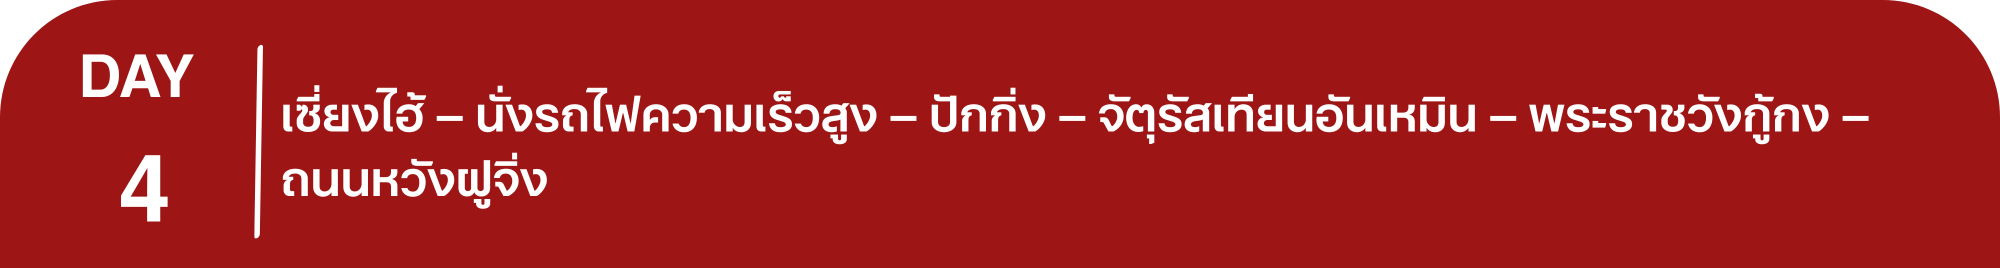 DAY
4
เซี่ยงไฮ้ – นั่งรถไฟความเร็วสูง – ปักกิ่ง – จัตุรัสเทียนอันเหมิน – พระราชวังกู้กง –
ถนนหวังฝูจิ่ง